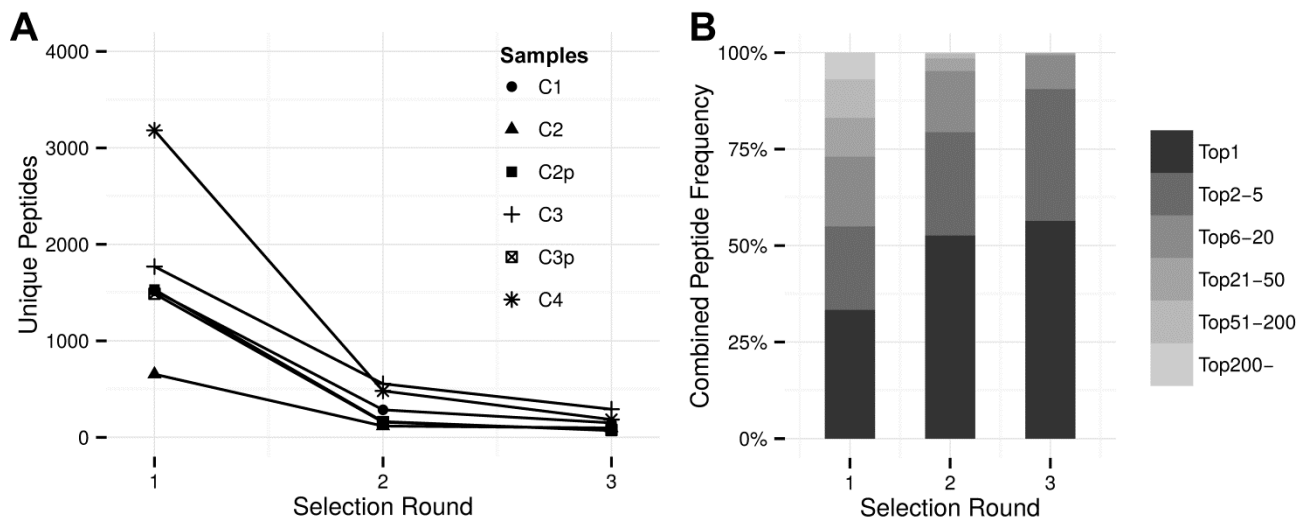 A
Unique Peptides
4000
3000
2000
1000
0
1
2
3
Selection Round
Samples
C1
C2
C2p
C3
C3p
C4
B
Combined Peptide Frequency
100%
75%
50%
25%
0%
1
2
3
Selection Round
Top1
Top2-5
Top6-20
Top21-50
Top51-200
Top200-